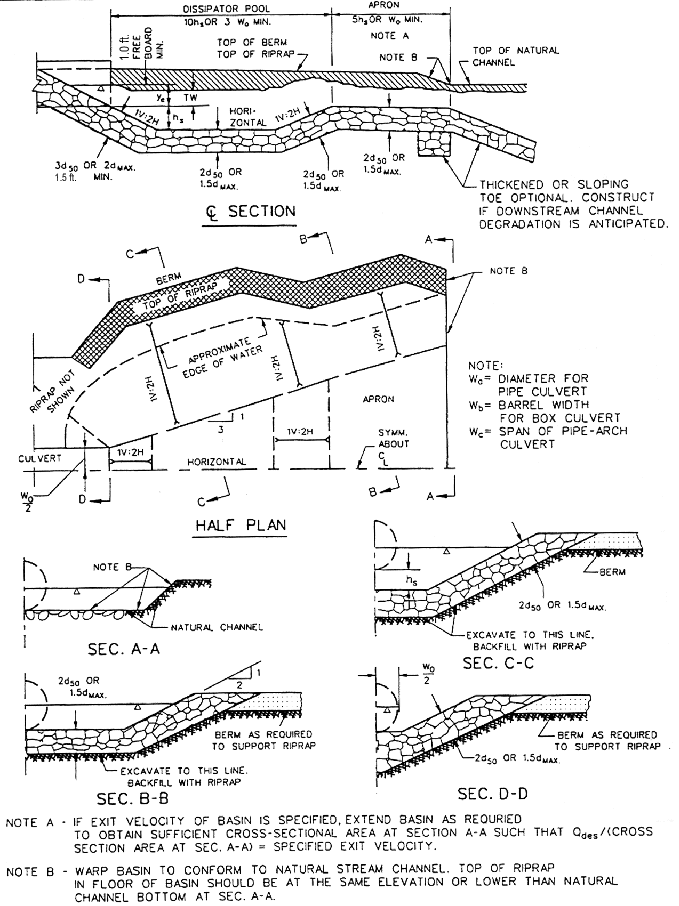 DISSIPATOR POOL
10hs OR 3 Wo MIN.
APRON
5hs OR Wo MIN.
NOTE A
1.0 ft.
FREE
BOARD
MIN.
TOP OF BERM
TOP OF RIPRAP
NOTE B
TOP OF NATURAL
CHANNEL
TW
1V:2H
hs
HORI-
ZONTAL
1V:2H
3d50 OR 2dMAX.
1.5 ft. MIN.
2d50 OR
1.5dMAX.
2d50 OR
1.5dMAX.
2d50 OR
1.5dMAX.
THICKENED OR SLOPING
TOE OPTIONAL. CONSTRUCT
IF DOWNSTREAM CHANNEL
DEGRADATION IS ANTICIPATED.
℄ SECTION
C
B
A
D
BERM
TOP OF RIPRAP
NOTE B
1V:2H
APPROXIMATE
EDGE OF WATER
1V:2H
1V:2H
RIPRAP NOT
SHOWN
NOTE:
Wo= DIAMETER FOR
PIPE CULVERT
Wb= BARREL WIDTH
FOR BOX CULVERT
Wc= SPAN OF PIPE-ARCH
CULVERT
1
3
APRON
CULVERT
1V:2H
1V:2H
SYMM.
ABOUT
℄
HORIZONTAL
Wo
2
D
C
B
A
HALF PLAN
NOTE B
NATURAL CHANNEL
SEC. A-A
hs
BERM
2d50 OR 1.5dMAX.
EXCAVATE TO THIS LINE,
BACKFILL WITH RIPRAP
SEC. C-C
2d50 OR
1.5dMAX.
1
2
BERM AS REQUIRED
TO SUPPORT RIPRAP
EXCAVATE TO THIS LINE,
BACKFILL WITH RIPRAP
SEC. B-B
Wo
2
BERM AS REQUIRED
TO SUPPORT RIPRAP
2d50 OR 1.5dMAX.
SEC. D-D
NOTE A - IF EXIT VELOCITY OF BASIN IS SPECIFIED, EXTEND BASIN AS REQURIED
TO OBTAIN SUFFICIENT CROSS-SECTIONAL AREA AT SECTION A-A SUCH THAT Qdes/(CROSS
SECTION AREA AT SEC. A-A) = SPECIFIED EXIT VELOCITY.
NOTE B - WARP BASIN TO CONFORM TO NATURAL STREAM CHANNEL. TOP OF RIPRAP
IN FLOOR OF BASIN SHOULD BE AT THE SAME ELEVATION OR LOWER THAN NATURAL
CHANNEL BOTTOM AT SEC. A-A.